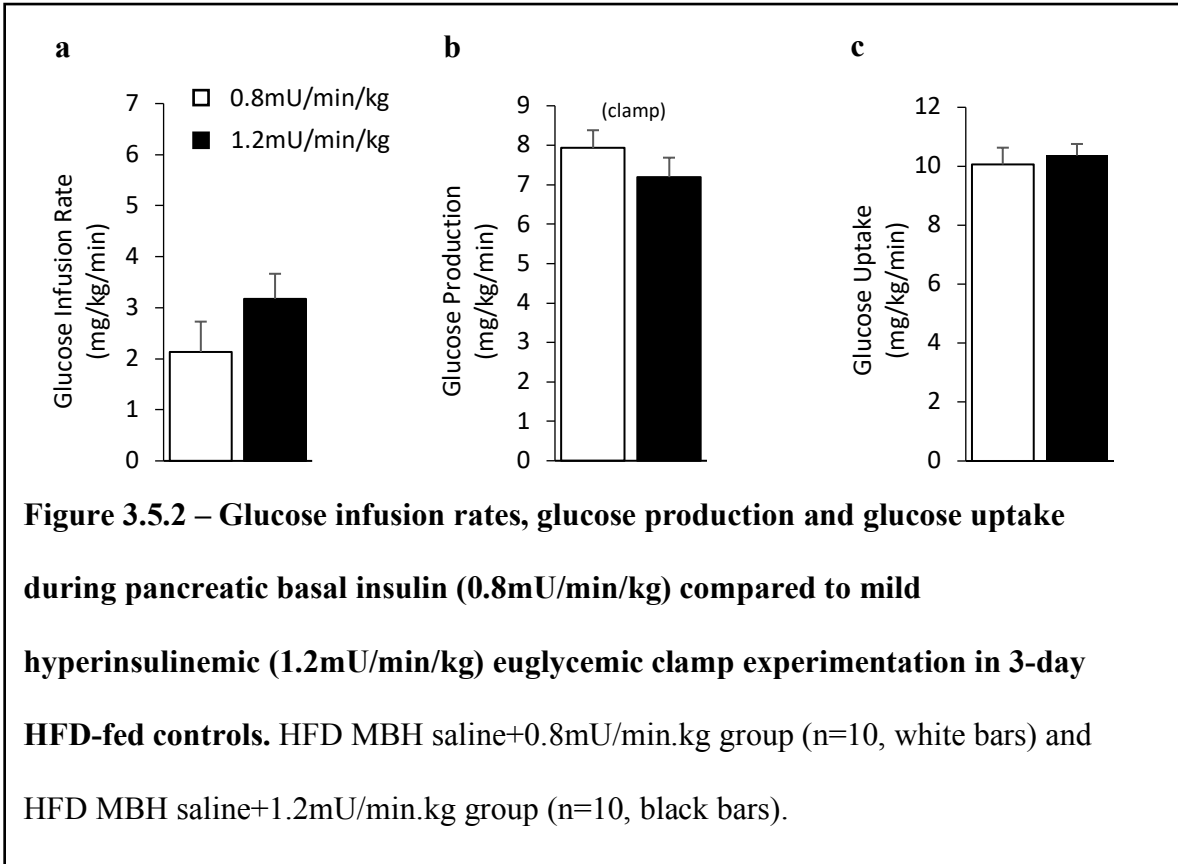 a
b
c
0.8mU/min/kg
1.2mU/min/kg
Glucose Infusion Rate
(mg/kg/min)
7
6
5
4
3
2
1
0
(clamp)
Glucose Production
(mg/kg/min)
9
8
7
6
5
4
3
2
1
0
Glucose Uptake
(mg/kg/min)
12
10
8
6
4
2
0
Figure 3.5.2 – Glucose infusion rates, glucose production and glucose uptake
during pancreatic basal insulin (0.8mU/min/kg) compared to mild
hyperinsulinemic (1.2mU/min/kg) euglycemic clamp experimentation in 3-day
HFD-fed controls. HFD MBH saline+0.8mU/min.kg group (n=10, white bars) and
HFD MBH saline+1.2mU/min.kg group (n=10, black bars).